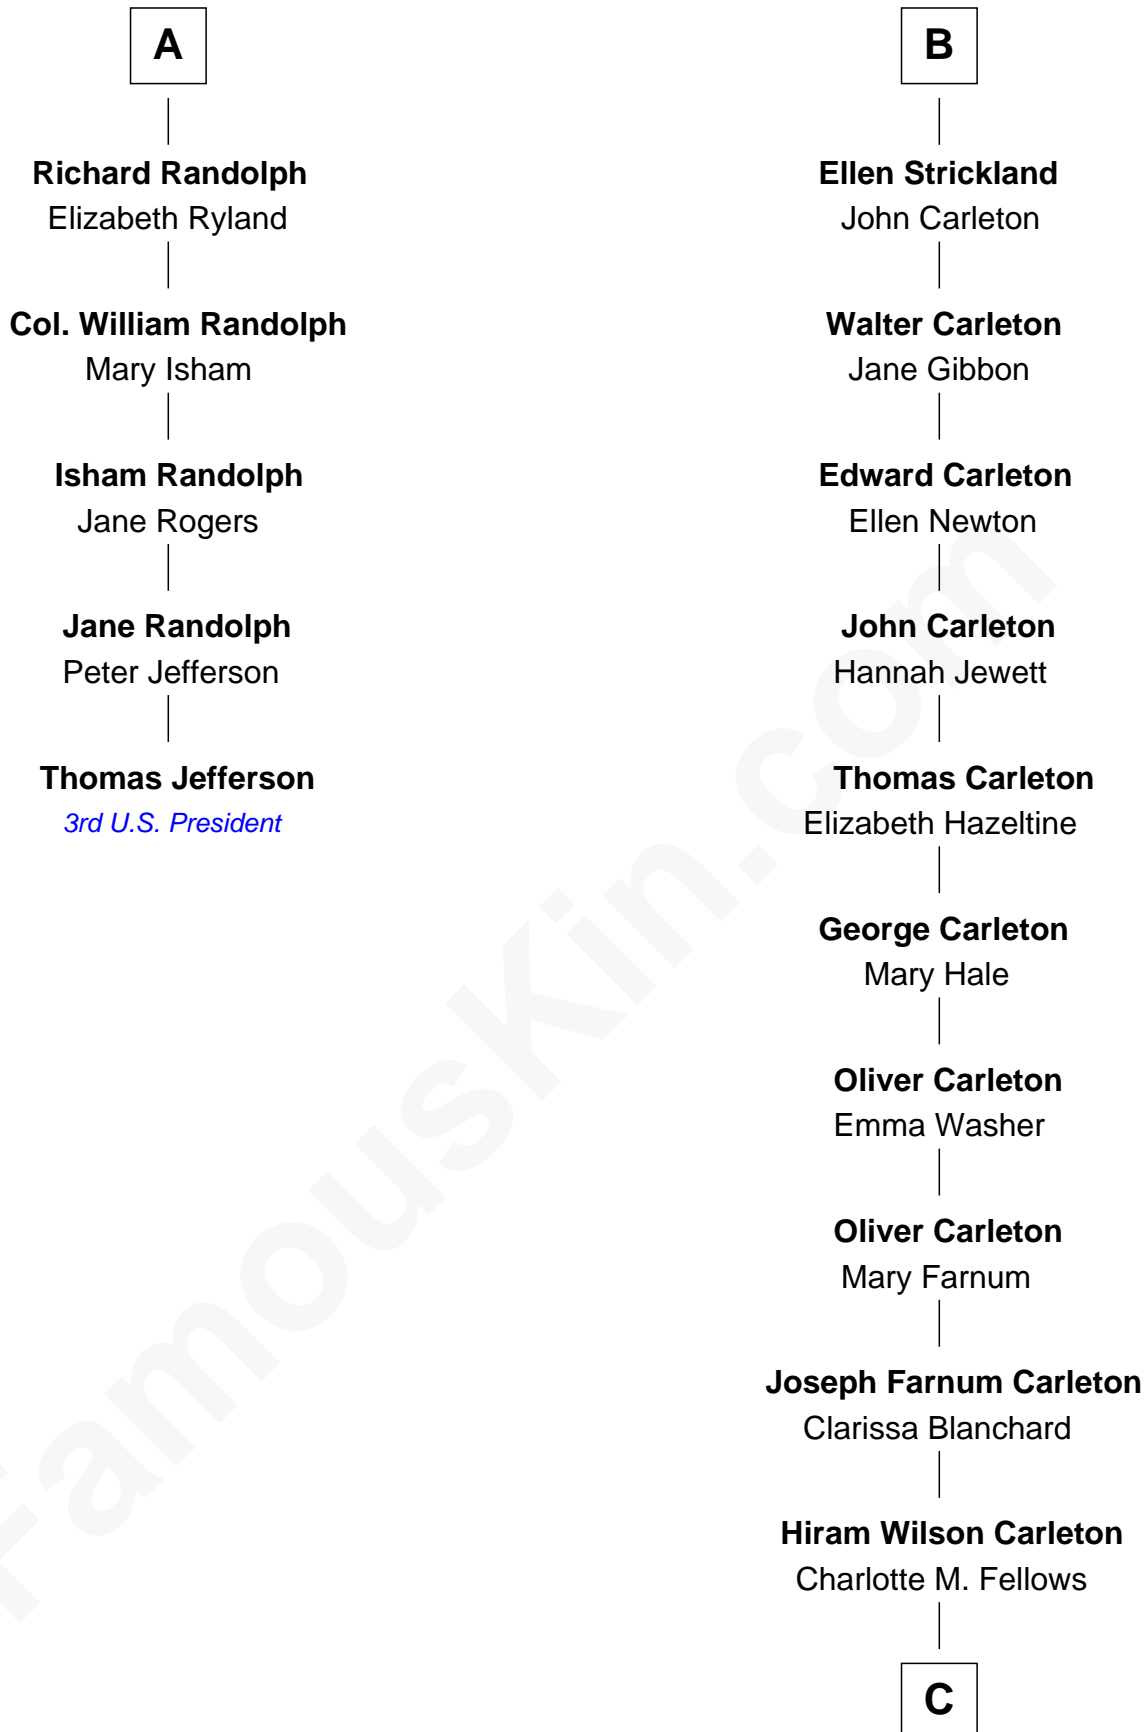 A
Richard Randolph
Elizabeth Ryland
Col. William Randolph
Mary Isham
Isham Randolph
Jane Rogers
Jane Randolph
Peter Jefferson
Thomas Jefferson
3rd U.S. President
B
Ellen Strickland
John Carleton
Walter Carleton
Jane Gibbon
Edward Carleton
Ellen Newton
John Carleton
Hannah Jewett
Thomas Carleton
Elizabeth Hazeltine
George Carleton
Mary Hale
Oliver Carleton
Emma Washer
Oliver Carleton
Mary Farnum
Joseph Farnum Carleton
Clarissa Blanchard
Hiram Wilson Carleton
Charlotte M. Fellows
C
FamousKin.com